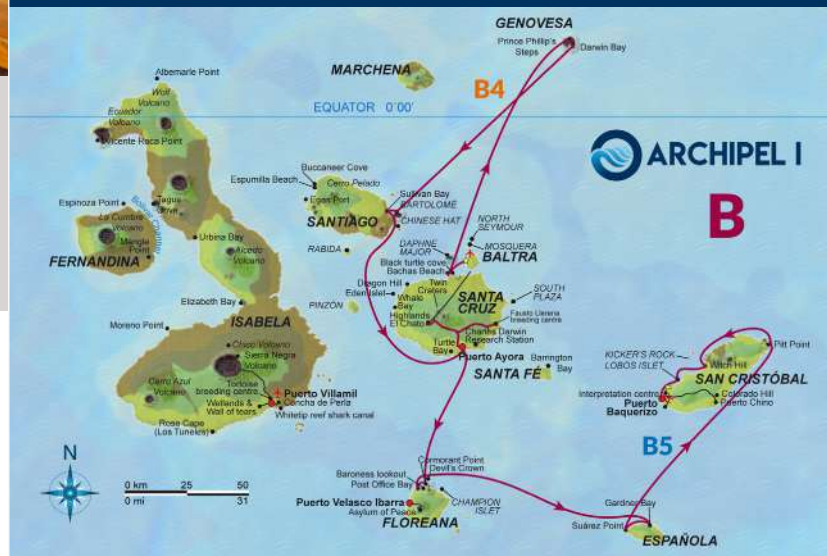 GENOVESA
Prince Phillip's
Steps
Darwin Bay
MARCHENA
B4
EQUATOR 0°00'
ARCHIPEL I
B
Albemarle Point
Wolf
Volcano
Ecuador
Volcano
Vicente Roca Point
Buccaneer Cove
Espumilla Beach
Cerro Pelado
Egas Port
Sullivan Bay
BARTOLOMÉ
CHINESE HAT
SANTIAGO
RABIDA
Espinoza Point
Tagus
Bolivar Channel
La Cumbre
Volcano
Mangle
Point
FERNANDINA
Urbina Bay
Alcedo
Volcano
NORTH
SEYMOUR
MOSQUERA
DAPHNE
MAJOR
BALTRA
Black turtle cove
Bachas Beach
Dragon Hill
Eden Islet
Whale
Bay
Twin
Craters
SANTA
CRUZ
SOUTH
PLAZA
Highlands
El Chato
Fausto Llerena
breeding centre
Charles Darwin
Research Station
Turtle
Bay
Puerto Ayora
PINZÓN
Elizabeth Bay
Moreno Point
ISABELA
Chico Volcano
Sierra Negra
Volcano
Cerro Azul
Volcano
Tortoise
breeding centre
Puerto Villamil
Concha de Perla
Wetlands &
Wall of tears
Whitetip reef shark canal
Rose Cape
(Los Tuneles)
SANTA FÉ
Barrington
Bay
KICKER'S ROCK
LOBOS ISLET
Pitt Point
Witch Hill
SAN CRISTÓBAL
Interpretation centre
Puerto
Baquerizo
Colorado Hill
Puerto Chino
B5
N
0 km 25 50
0 mi 31
Cormorant Point
Devil's Crown
Baroness lookout
Post Office Bay
Puerto Velasco Ibarra
Asylum of Peace
CHAMPION
ISLET
FLOREANA
Gardner Bay
Suárez Point
ESPAÑOLA